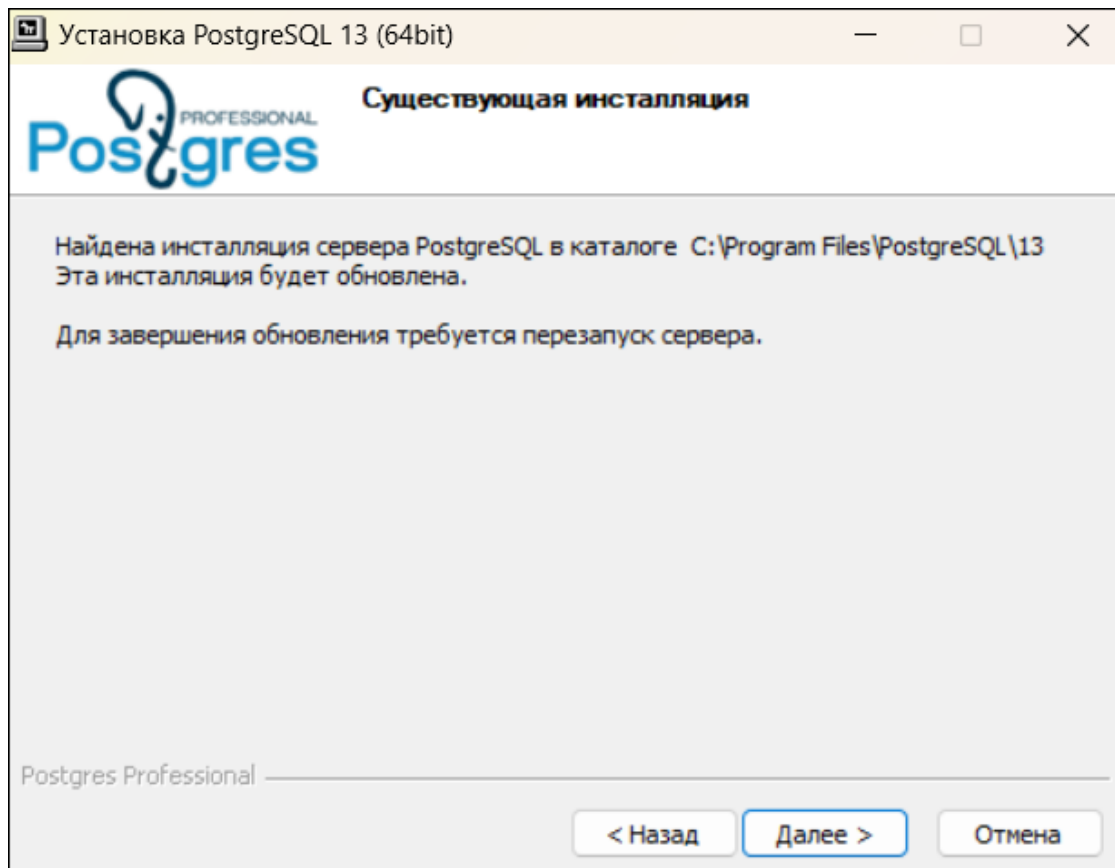 Установка PostgreSQL 13 (64bit)
PROFESSIONAL
Postgres
Существующая инсталляция
Найдена инсталляция сервера PostgreSQL в каталоге  C:\Program Files\PostgreSQL\13
Эта инсталляция будет обновлена.
Для завершения обновления требуется перезапуск сервера.
Postgres Professional
< Назад
Далее >
Отмена